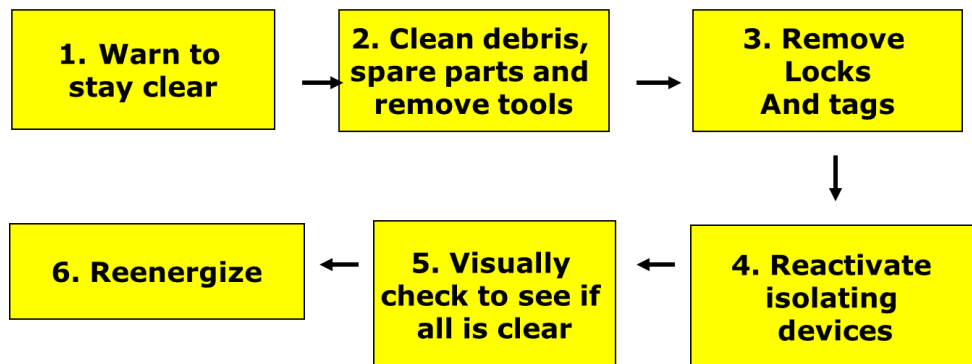 1. Warn to
stay clear
2. Clean debris,
spare parts and
remove tools
3. Remove
Locks
And tags
4. Reactivate
isolating
devices
5. Visually
check to see if
all is clear
6. Reenergize